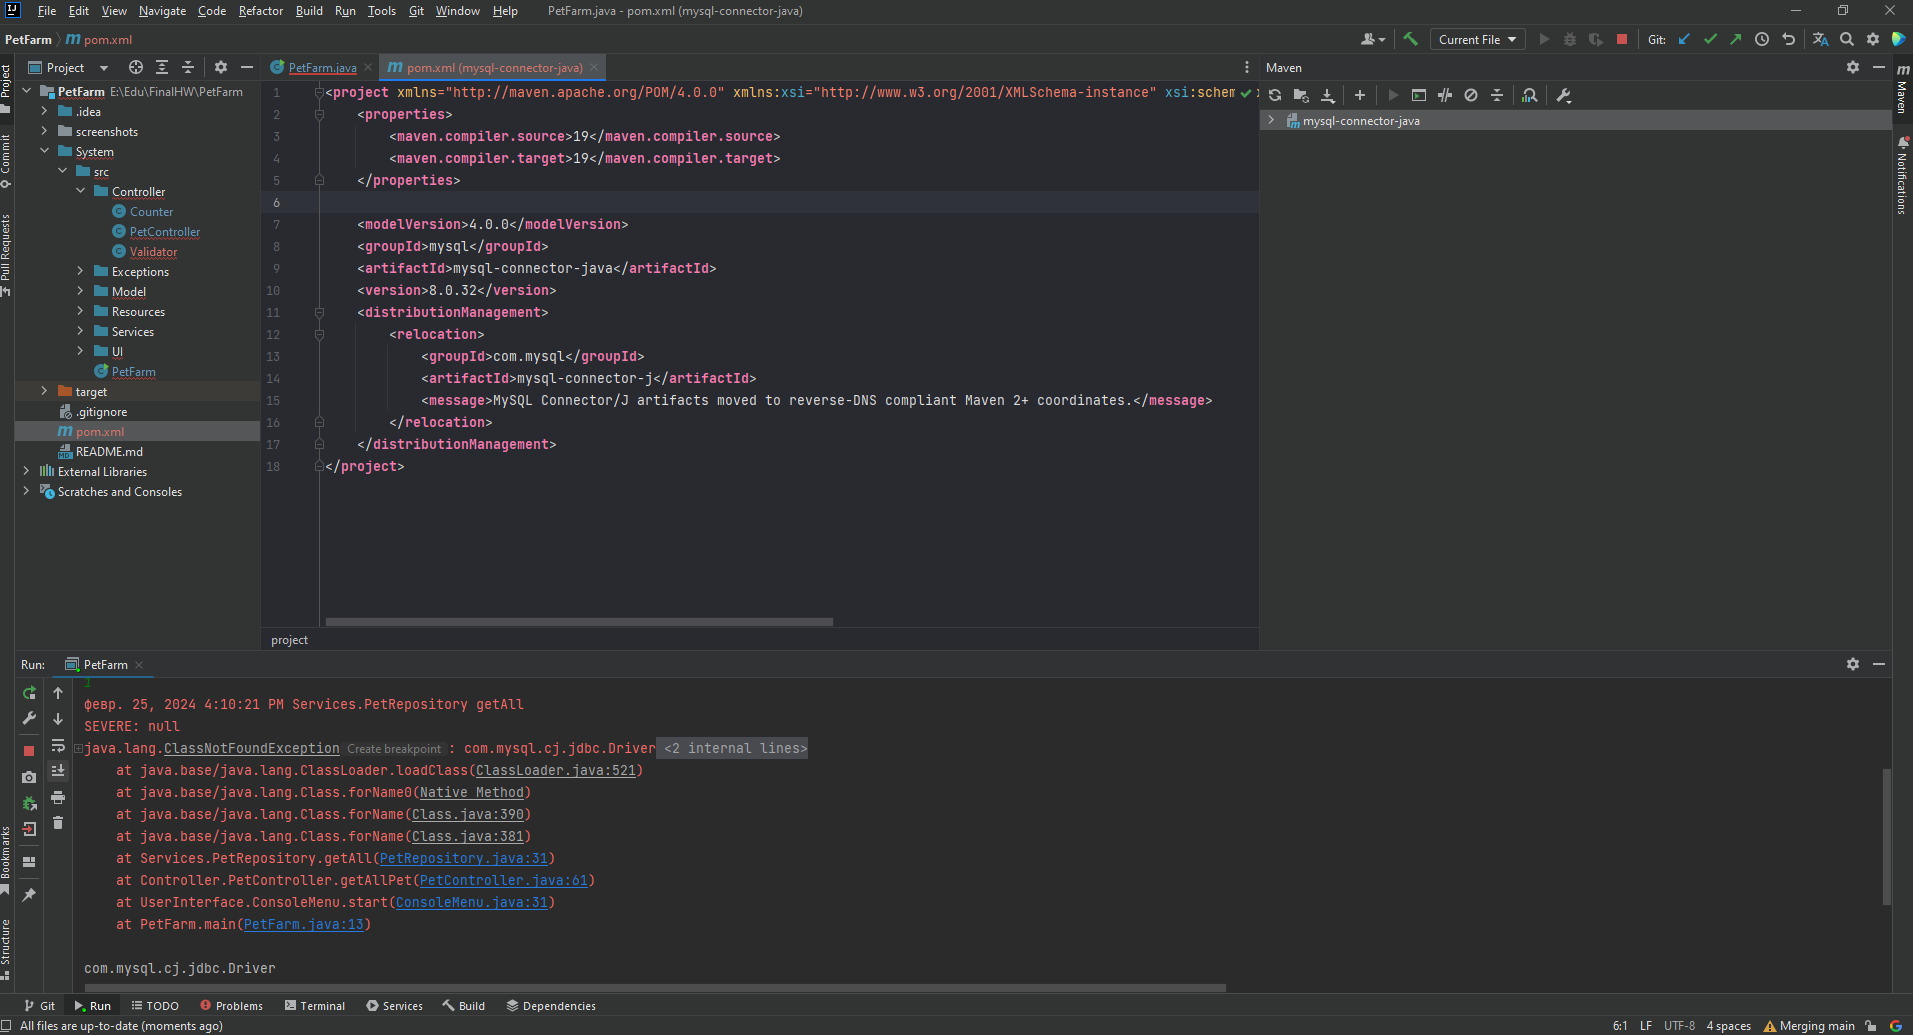 File Edit View Navigate Code Refactor Build Run Tools Git Window Help PetFarm.java - pom.xml (mysql-connector-java)
PetFarm pom.xml
Current File
Git:
Project
PetFarm.java
pom.xml (mysql-connector-java)
Maven
Project
Commit
Pull Requests
Bookmarks
Structure
PetFarm E:\Edu\FinalHW\PetFarm
.idea
screenshots
System
src
Controller
Counter
PetController
Validator
Exceptions
Model
Resources
Services
UI
PetFarm
target
.gitignore
pom.xml
README.md
External Libraries
Scratches and Consoles
1 <project xmlns="http://maven.apache.org/POM/4.0.0" xmlns:xsi="http://www.w3.org/2001/XMLSchema-instance" xsi:schem
2 <properties>
3 <maven.compiler.source>19</maven.compiler.source>
4 <maven.compiler.target>19</maven.compiler.target>
5 </properties>
6
7 <modelVersion>4.0.0</modelVersion>
8 <groupId>mysql</groupId>
9 <artifactId>mysql-connector-java</artifactId>
10 <version>8.0.32</version>
11 <distributionManagement>
12 <relocation>
13 <groupId>com.mysql</groupId>
14 <artifactId>mysql-connector-j</artifactId>
15 <message>MySQL Connector/J artifacts moved to reverse-DNS compliant Maven 2+ coordinates.</message>
16 </relocation>
17 </distributionManagement>
18 </project>
project
mysql-connector-java
Maven
Notifications
Run: PetFarm
1
февр. 25, 2024 4:10:21 PM Services.PetRepository getAll
SEVERE: null
java.lang.ClassNotFoundException Create breakpoint : com.mysql.cj.jdbc.Driver <2 internal lines>
at java.base/java.lang.ClassLoader.loadClass(ClassLoader.java:521)
at java.base/java.lang.Class.forName0(Native Method)
at java.base/java.lang.Class.forName(Class.java:390)
at java.base/java.lang.Class.forName(Class.java:381)
at Services.PetRepository.getAll(PetRepository.java:31)
at Controller.PetController.getAllPet(PetController.java:61)
at UserInterface.ConsoleMenu.start(ConsoleMenu.java:31)
at PetFarm.main(PetFarm.java:13)
com.mysql.cj.jdbc.Driver
Git Run TODO Problems Terminal Services Build Dependencies
All files are up-to-date (moments ago)
6:1 LF UTF-8 4 spaces Merging main